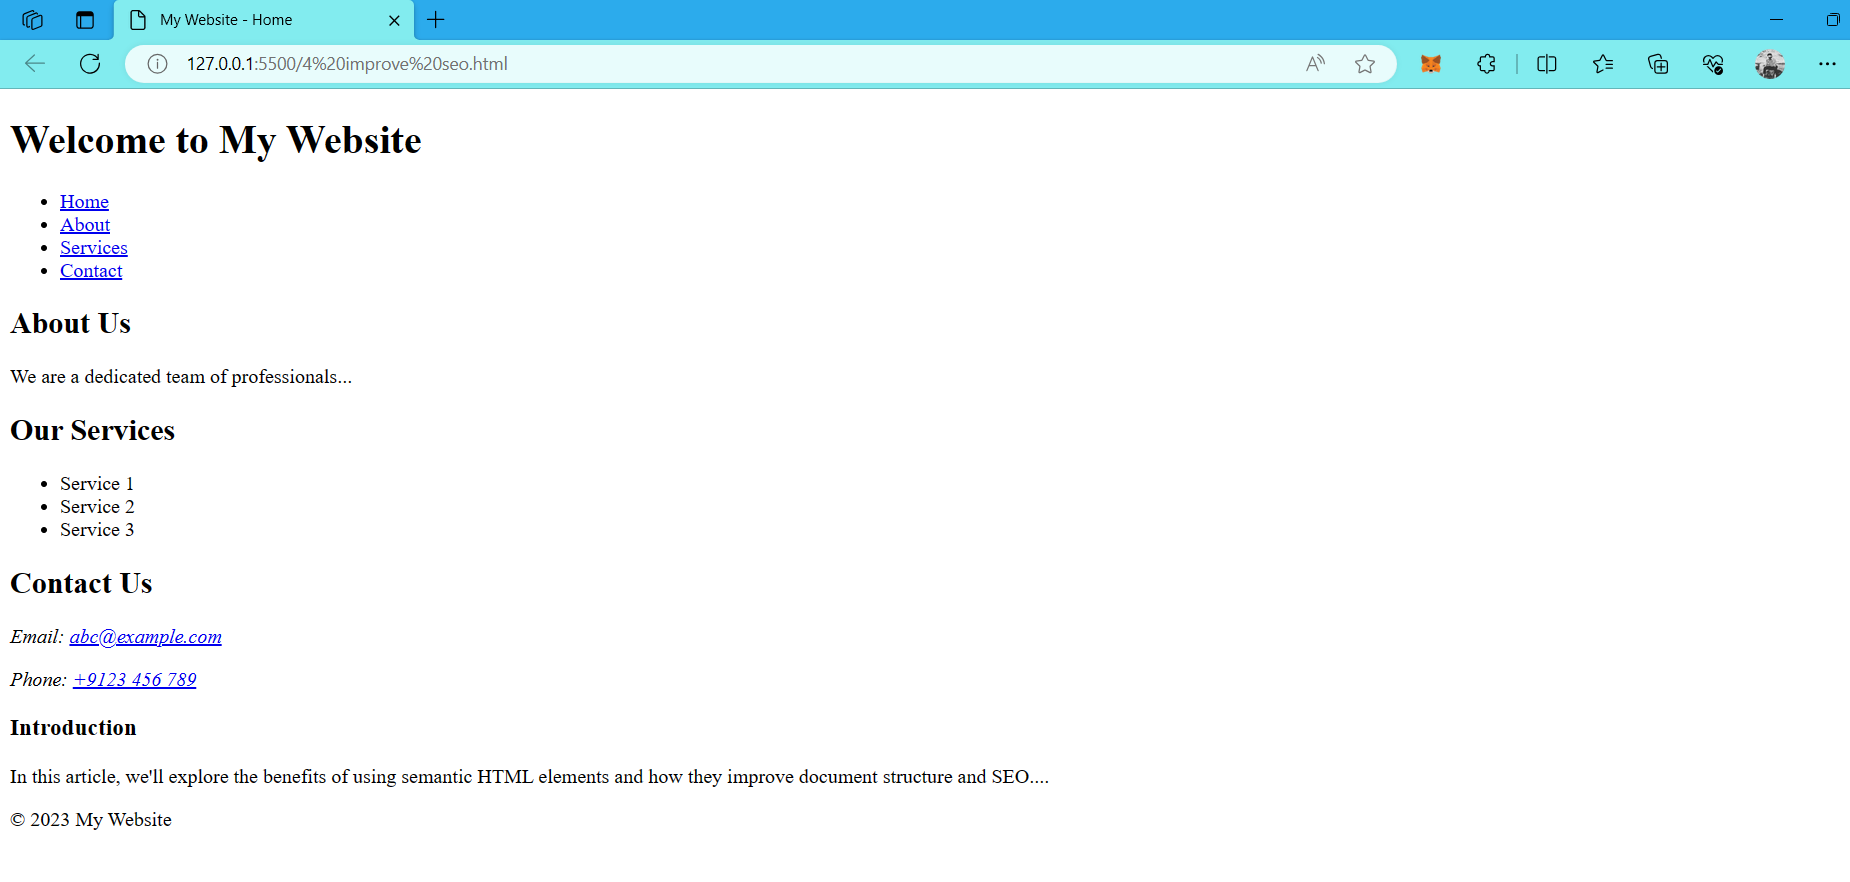 My Website - Home
127.0.0.1:5500/4%20improve%20seo.html
Welcome to My Website
Home
About
Services
Contact
About Us
We are a dedicated team of professionals...
Our Services
Service 1
Service 2
Service 3
Contact Us
Email: abc@example.com
Phone: +9123 456 789
Introduction
In this article, we'll explore the benefits of using semantic HTML elements and how they improve document structure and SEO....
© 2023 My Website